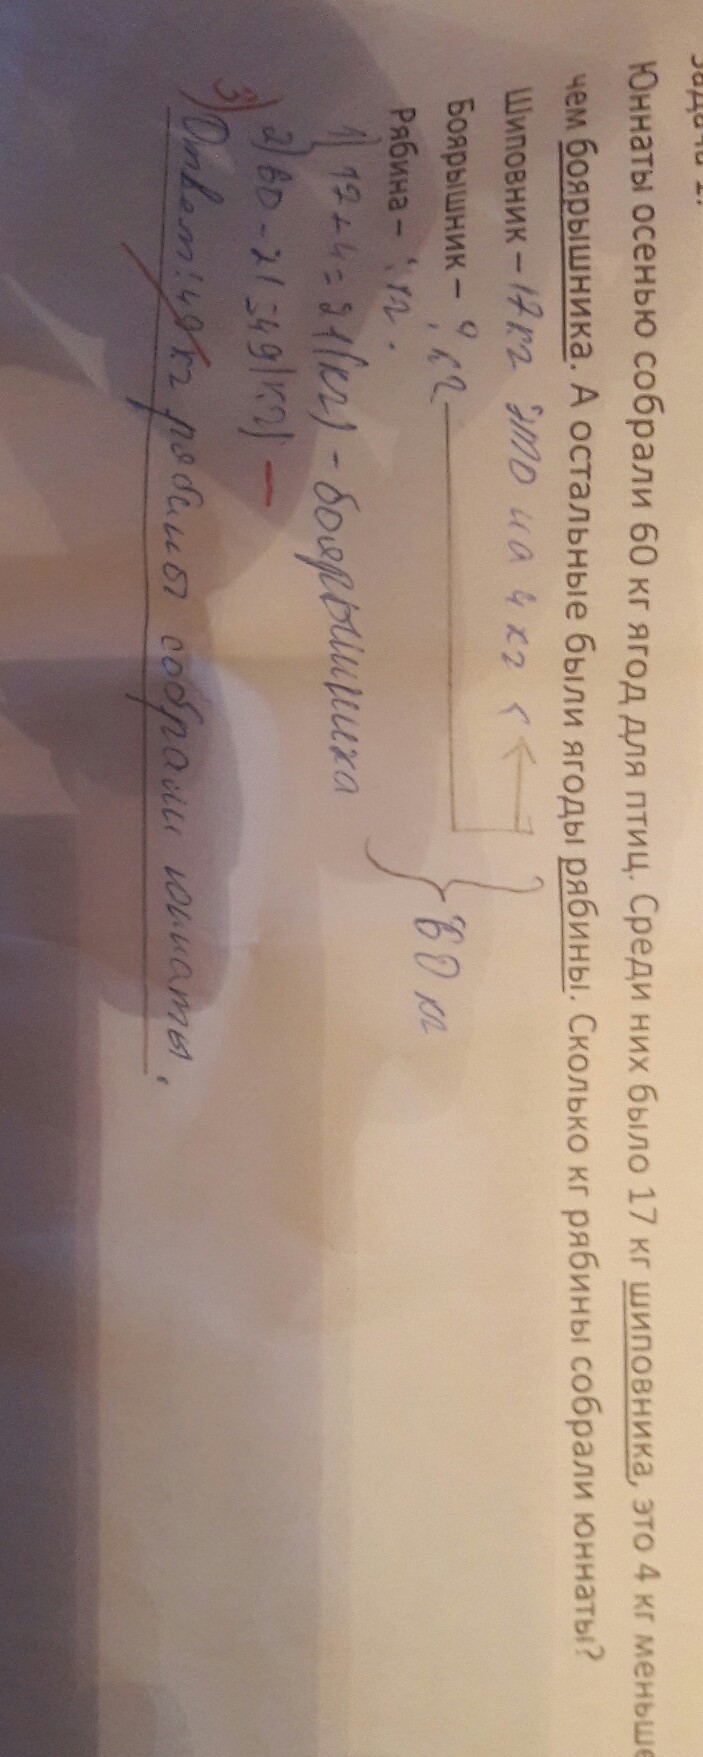 Юннаты осенью собрали 60 кг ягод для птиц. Среди них было 17 кг шиповника, это 4 кг меньше
чем боярышника. А остальные были ягоды рябины. Сколько кг рябины собрали юннаты?
Шиповник – 17 кг это на 4 кг <
Боярышник – ? кг
Рябина – ? кг.
60 кг
1) 17 + 4 = 21 (кг) - боярышника
2) 60 - 21 = 49 (кг) –
3)
Ответ: 49 кг рябины собрали юннаты.